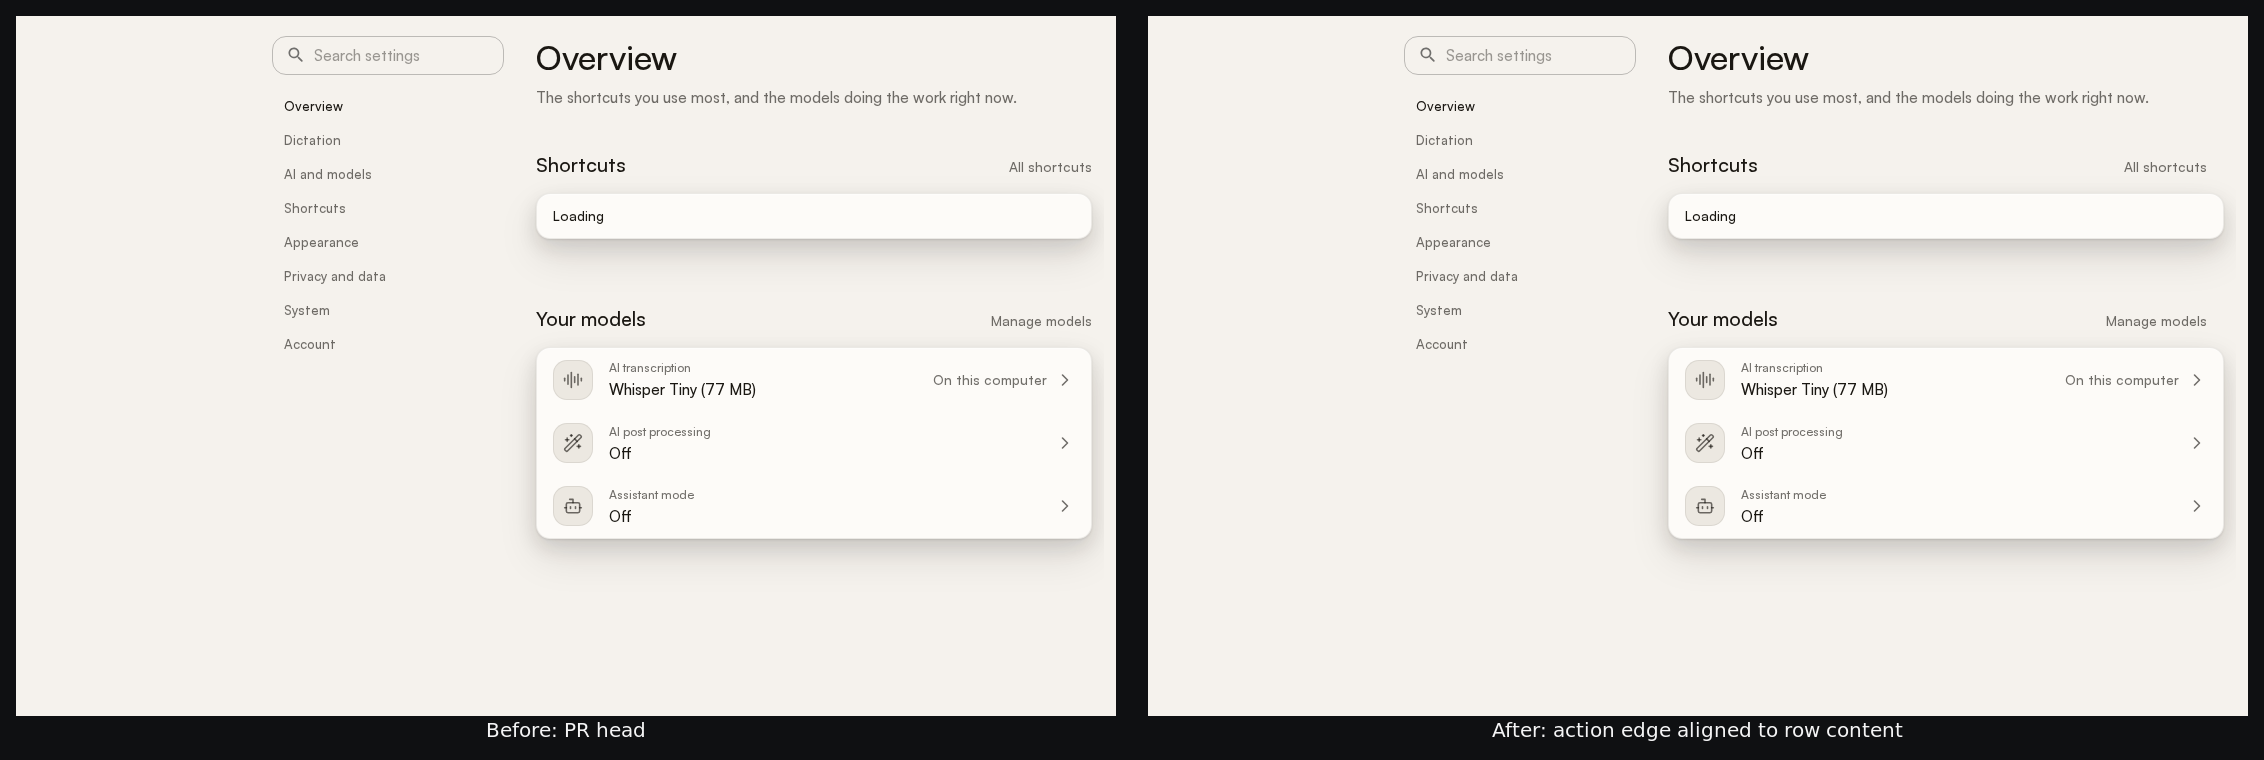 Search settings
Overview
Dictation
AI and models
Shortcuts
Appearance
Privacy and data
System
Account
Overview
The shortcuts you use most, and the models doing the work right now.
Shortcuts
All shortcuts
Loading
Your models
Manage models
AI transcription
Whisper Tiny (77 MB)
On this computer
AI post processing
Off
Assistant mode
Off
Before: PR head
Search settings
Overview
Dictation
AI and models
Shortcuts
Appearance
Privacy and data
System
Account
Overview
The shortcuts you use most, and the models doing the work right now.
Shortcuts
All shortcuts
Loading
Your models
Manage models
AI transcription
Whisper Tiny (77 MB)
On this computer
AI post processing
Off
Assistant mode
Off
After: action edge aligned to row content